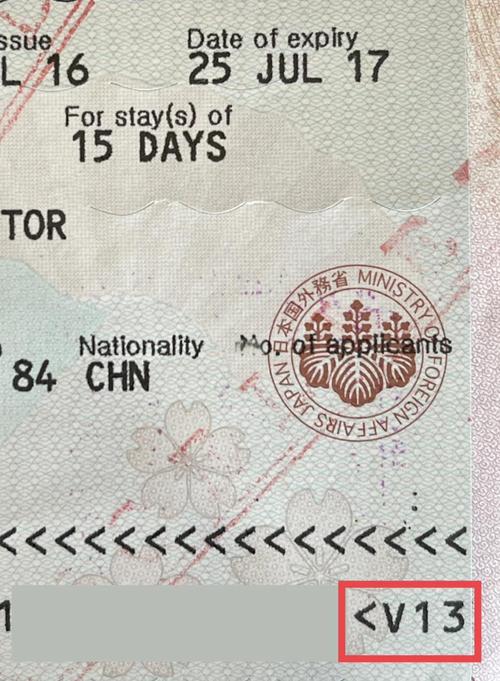 ssue Date of expiry
L 16 25 JUL 17
For stay(s) of
15 DAYS
TOR
日本国外務省 MINISTRY OF FOREIGN AFFAIRS JAPAN
Nationality No. of applicants
84 CHN
<<<<<<<<<<<<<<<<<
1 <V13